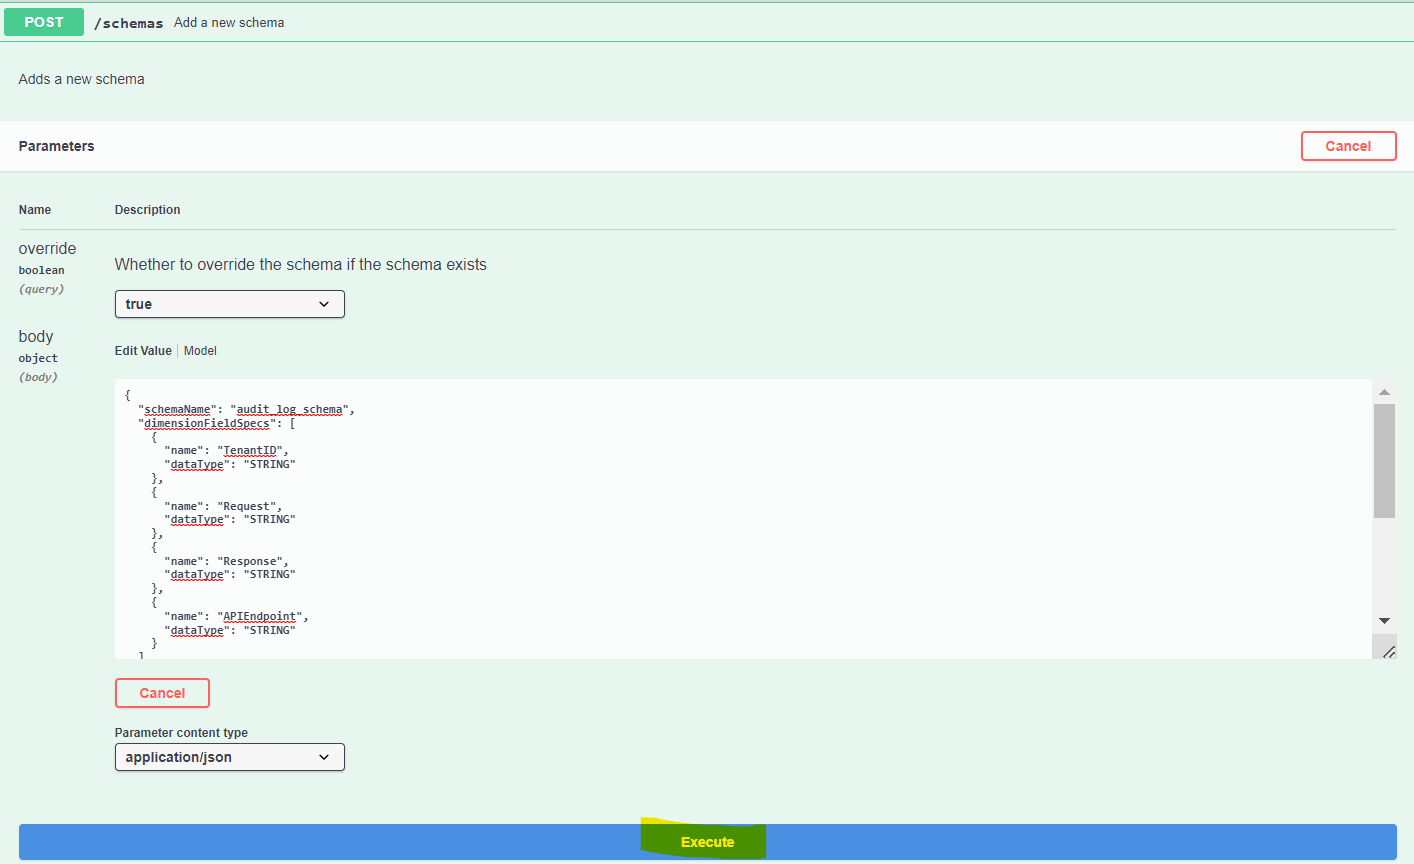 POST /schemas Add a new schema
Adds a new schema
Parameters Cancel
Name Description
override
boolean
(query)
Whether to override the schema if the schema exists
true
body
object
(body)
Edit Value | Model
{
  "schemaName": "audit_log_schema",
  "dimensionFieldSpecs": [
    {
      "name": "TenantID",
      "dataType": "STRING"
    },
    {
      "name": "Request",
      "dataType": "STRING"
    },
    {
      "name": "Response",
      "dataType": "STRING"
    },
    {
      "name": "APIEndpoint",
      "dataType": "STRING"
    }
  ]
Cancel
Parameter content type
application/json
Execute